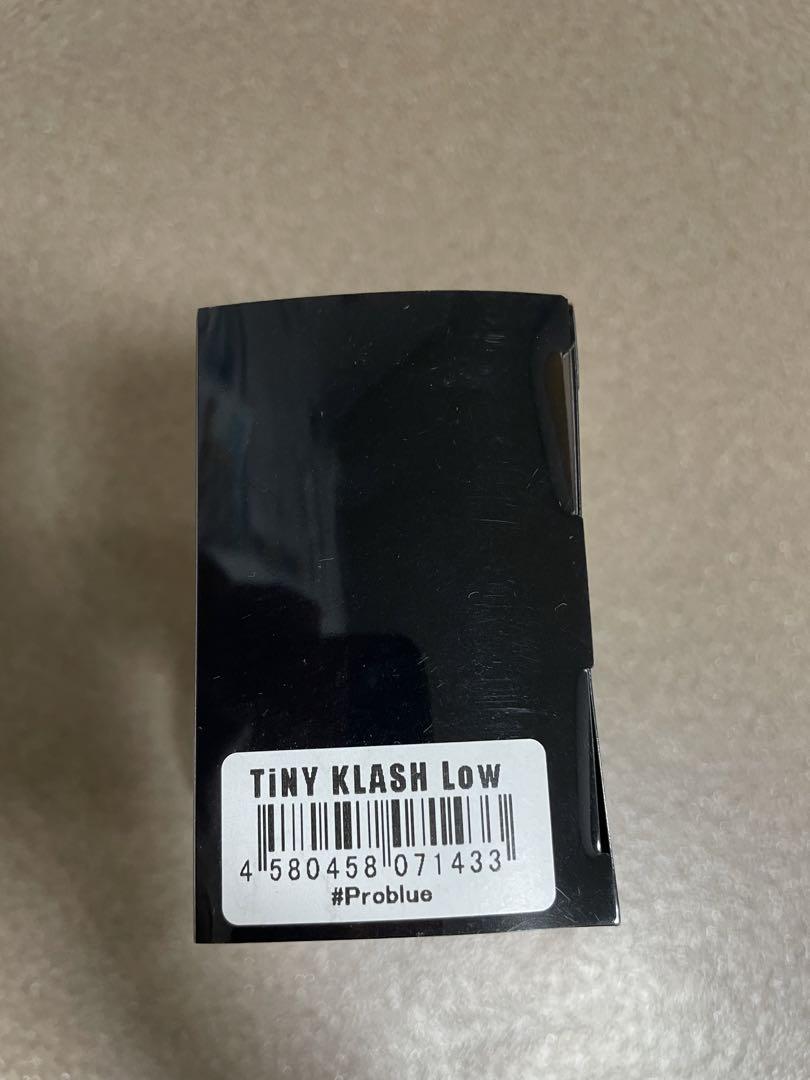 TiNY KLASH Low
4 580458 071433
#Problue